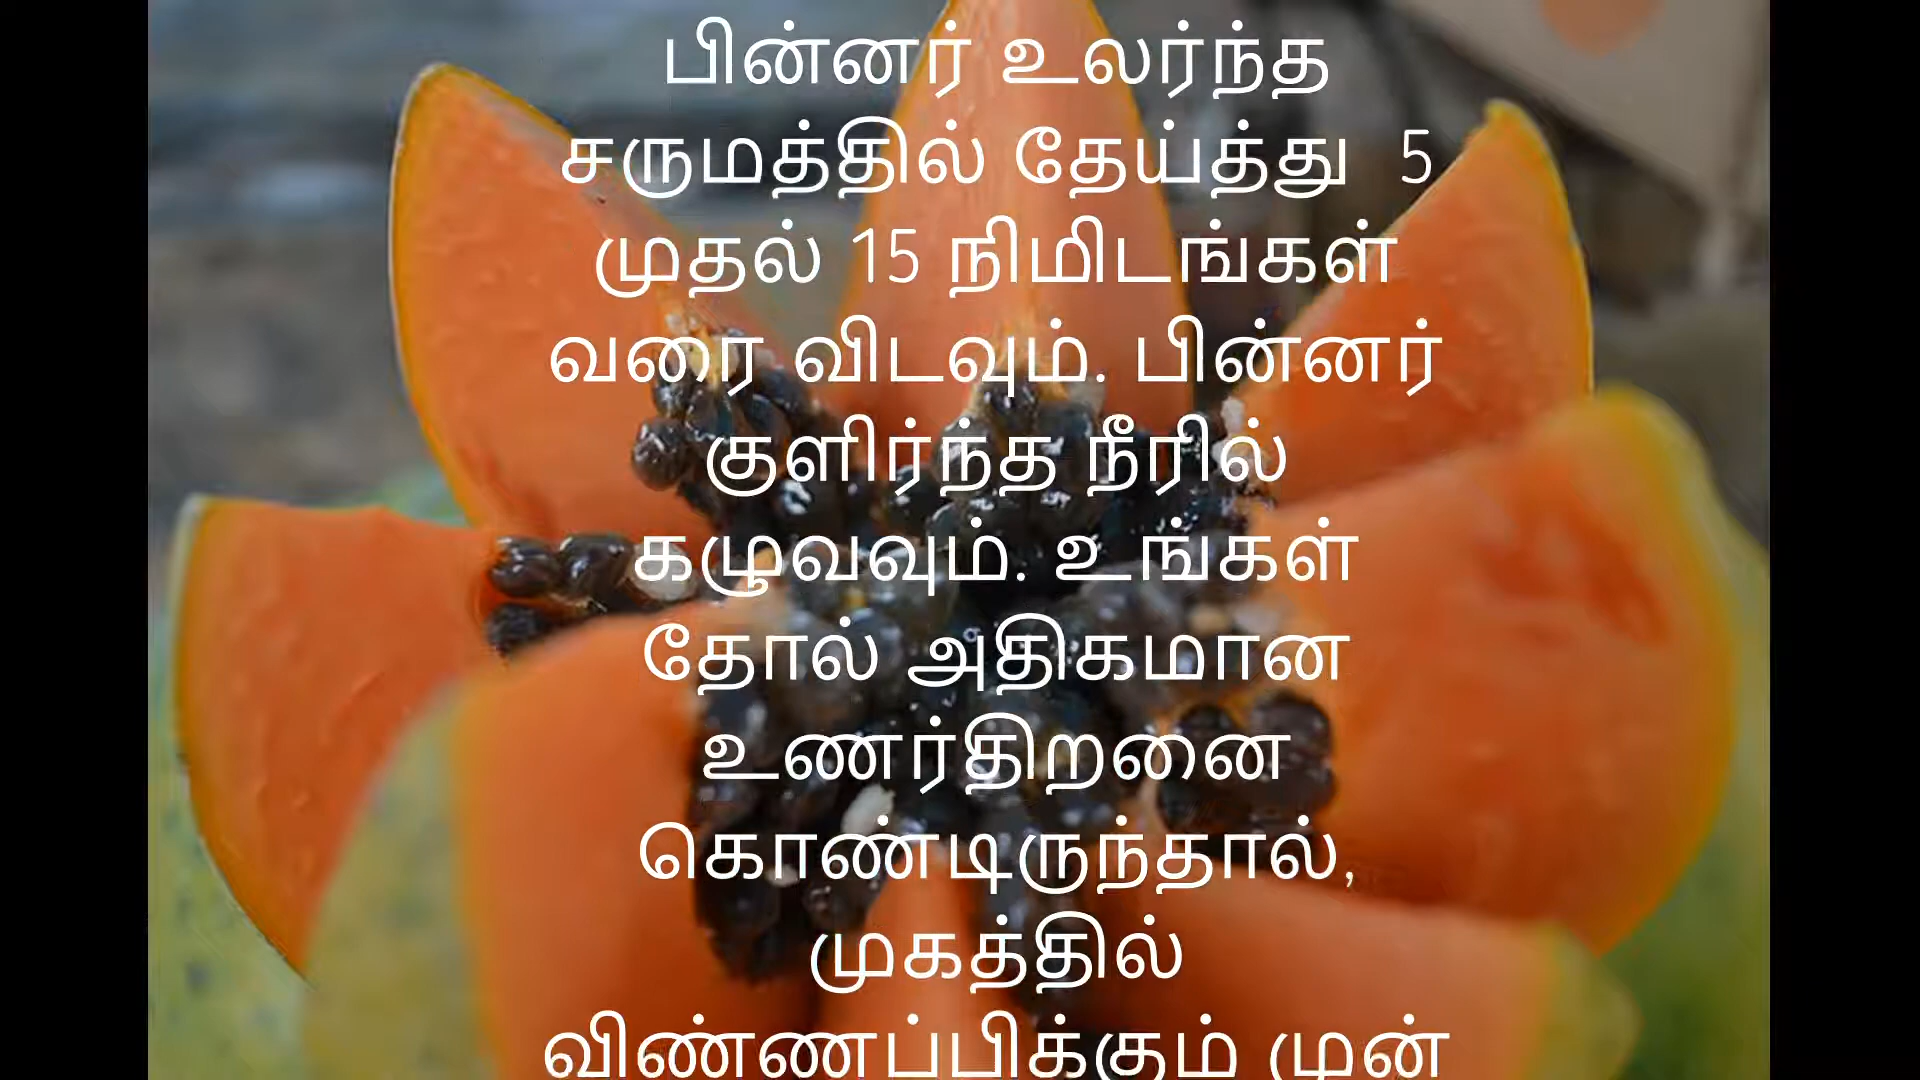 பின்னர் உலர்ந்த
சருமத்தில் தேய்த்து 5
முதல் 15 நிமிடங்கள்
வரை விடவும். பின்னர்
குளிர்ந்த நீரில்
கழுவவும். உங்கள்
தோல் அதிகமான
உணர்திறனை
கொண்டிருந்தால்,
முகத்தில்
விண்ணப்பிக்கும் முன்